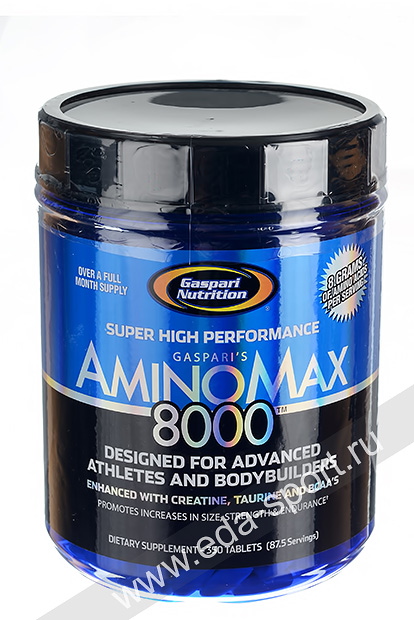 Gaspari
Nutrition
OVER A FULL
MONTH SUPPLY
8 GRAMS
OF AMINO ACIDS
PER SERVING
SUPER HIGH PERFORMANCE
GASPARI'S
AMINOMAX
8000™
DESIGNED FOR ADVANCED
ATHLETES AND BODYBUILDERS
ENHANCED WITH CREATINE, TAURINE AND BCAA'S
PROMOTES INCREASES IN SIZE, STRENGTH & ENDURANCE†
DIETARY SUPPLEMENT 350 TABLETS (87.5 Servings)
www.eda-sport.ru